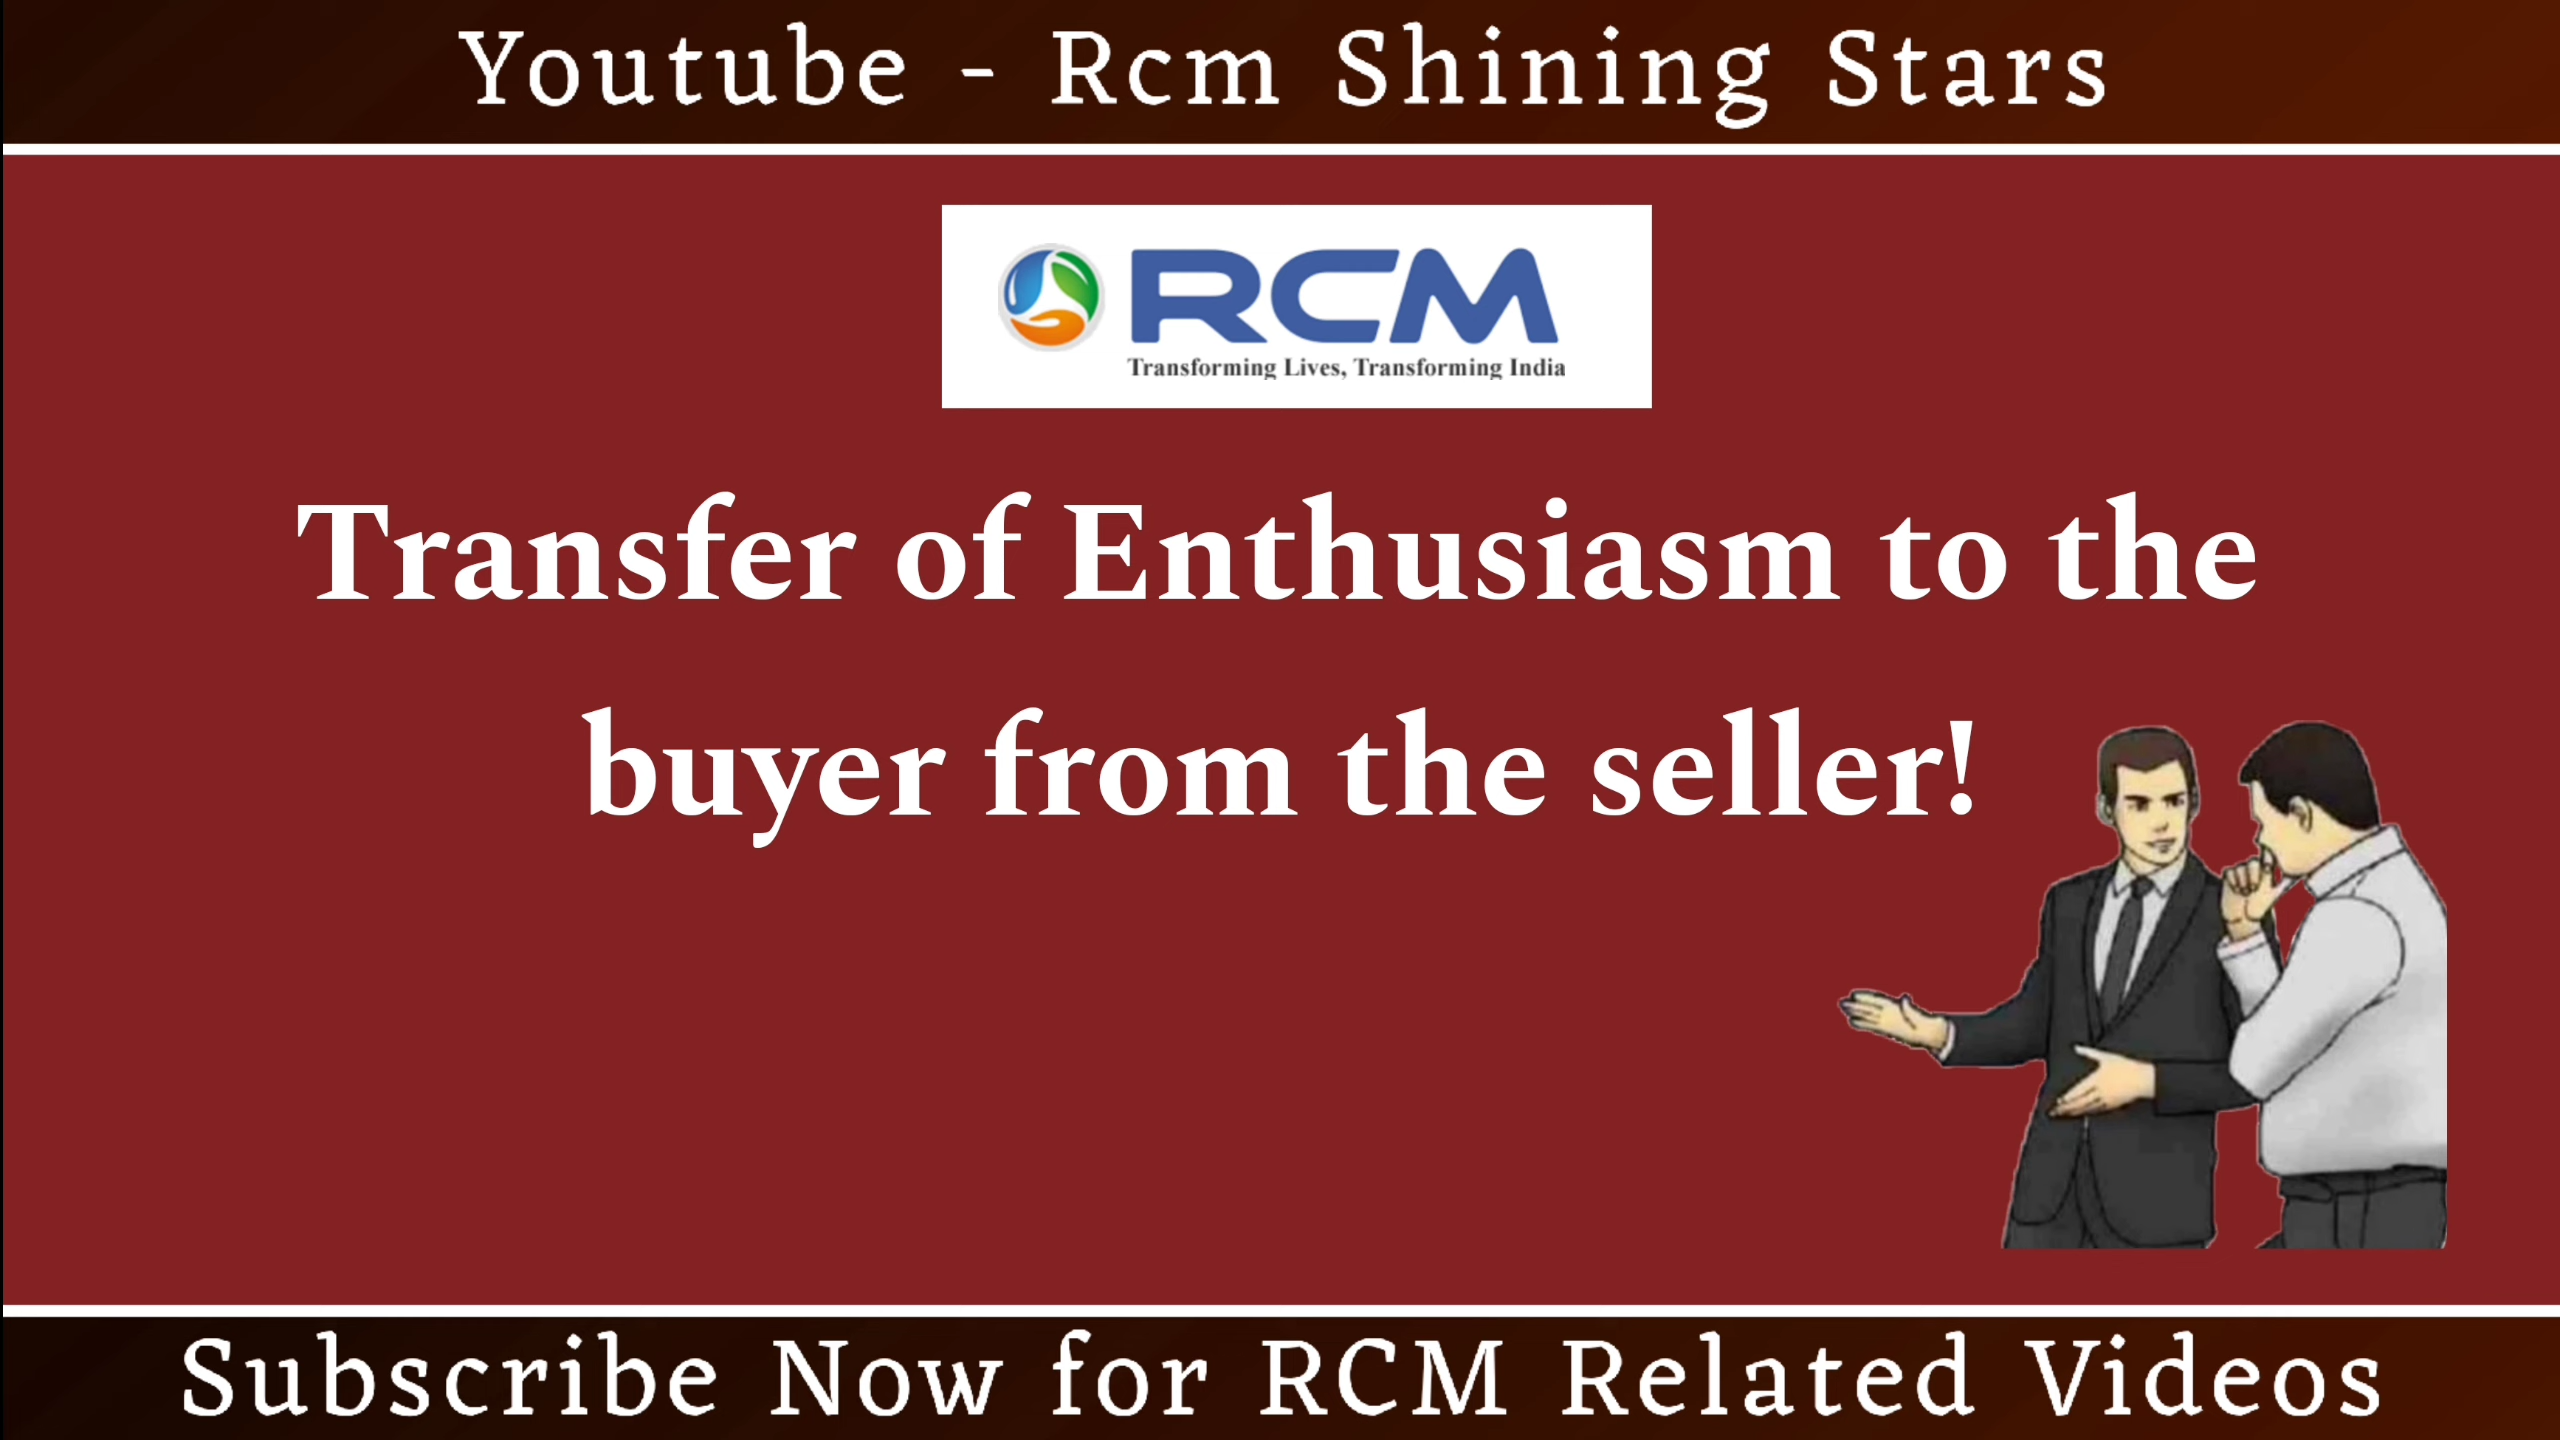 Youtube - Rcm Shining Stars
RCM
Transforming Lives, Transforming India
Transfer of Enthusiasm to the
buyer from the seller!
Subscribe Now for RCM Related Videos